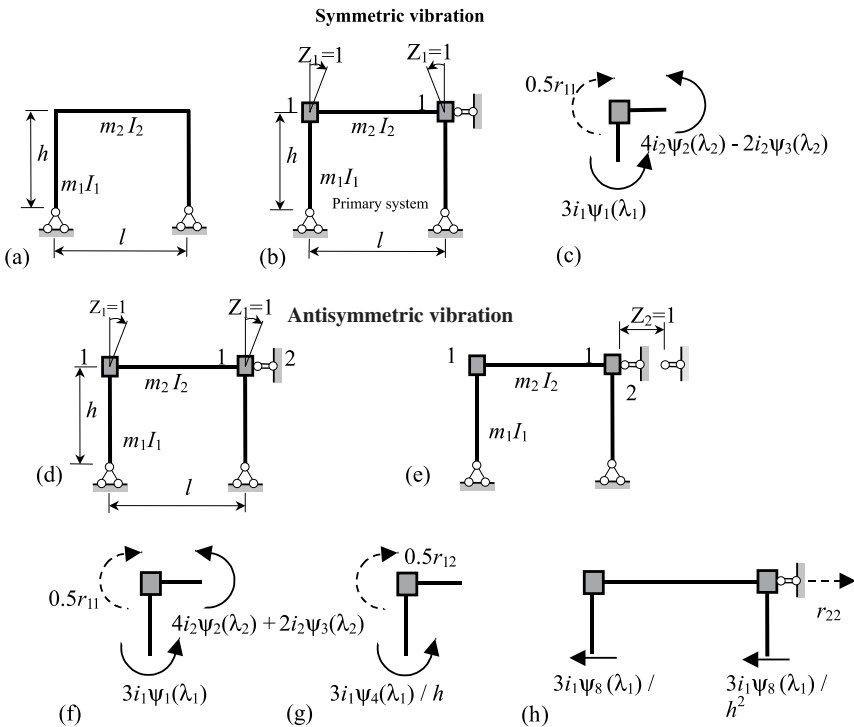 Symmetric vibration
Z₁=1 Z₁=1
1 1
m₂ I₂ m₂ I₂
h h
m₁I₁ m₁I₁
Primary system
l l
(a) (b)
0.5r₁₁
4i₂ψ₂(λ₂) - 2i₂ψ₃(λ₂)
3i₁ψ₁(λ₁)
(c)
Antisymmetric vibration
Z₁=1 Z₁=1
1 1 2
m₂ I₂
h
m₁I₁
l
(d)
Z₂=1
1 1
m₂ I₂ 2
m₁I₁
(e)
0.5r₁₁
4i₂ψ₂(λ₂) + 2i₂ψ₃(λ₂)
3i₁ψ₁(λ₁)
(f)
0.5r₁₂
3i₁ψ₄(λ₁) / h
(g)
r₂₂
3i₁ψ₈ (λ₁) / 3i₁ψ₈ (λ₁) /
h²
(h)